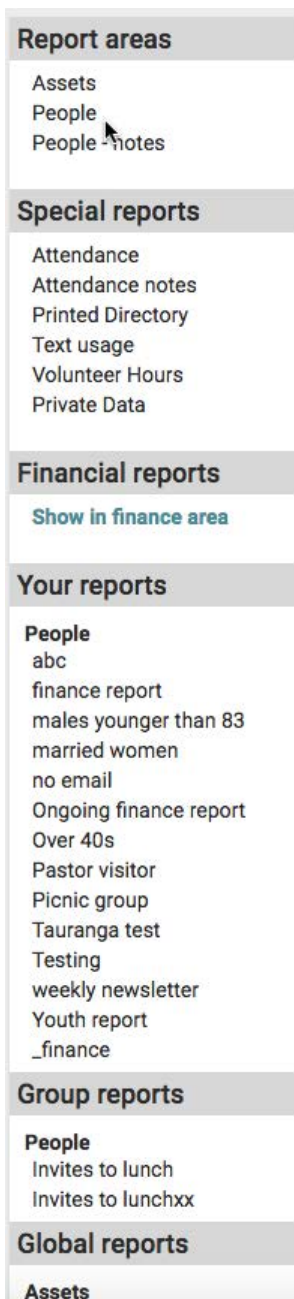 Report areas
Assets
People
People - notes
Special reports
Attendance
Attendance notes
Printed Directory
Text usage
Volunteer Hours
Private Data
Financial reports
Show in finance area
Your reports
People
abc
finance report
males younger than 83
married women
no email
Ongoing finance report
Over 40s
Pastor visitor
Picnic group
Tauranga test
Testing
weekly newsletter
Youth report
_finance
Group reports
People
Invites to lunch
Invites to lunchxx
Global reports
Assets